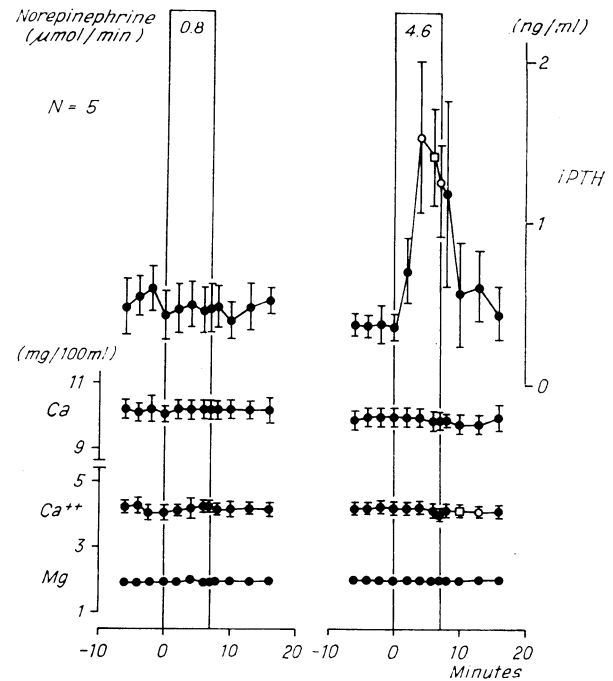 Norepinephrine
(μmol/min)
0.8
4.6
(ng/ml)
2
N = 5
iPTH
1
(mg/100ml)
0
11
Ca
9
5
Ca++
3
Mg
1
-10 0 10 20
-10 0 10 20
Minutes